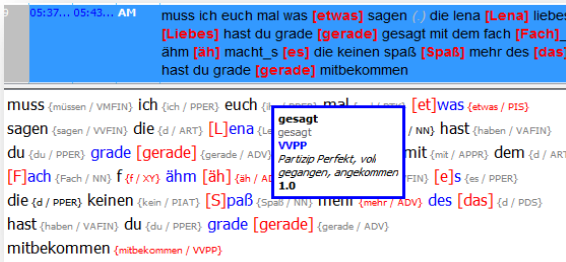 9 05:37... 05:43... AM muss ich euch mal was [etwas] sagen ( ) die lena [Lena] liebes
[Liebes] hast du grade [gerade] gesagt mit dem fach [Fach]_
ähm [äh] macht_s [es] die keinen spaß [Spaß] mehr des [das]
hast du grade [gerade] mitbekommen
muss {müssen / VMFIN} ich {ich / PPER} euch mal [et]was {etwas / PIS}
sagen {sagen / VVFIN} die {d / ART} [L]ena / NN} hast {haben / VAFIN}
du {du / PPER} grade [gerade] {gerade / ADV} mit {mit / APPR} dem {d / ART
[F]ach {Fach / NN} f {f / XY} ähm [äh] {äh / [e]s {es / PPER}
die {d / PPER} keinen {kein / PIAT} [S]paß {Spaß / NN} mehr {mehr / ADV} des [das] {d / PDS}
hast {haben / VAFIN} du {du / PPER} grade [gerade] {gerade / ADV}
mitbekommen {mitbekommen / VVPP}
gesagt
gesagt
VVPP
Partizip Perfekt, voll
gegangen, angekommen
1.0